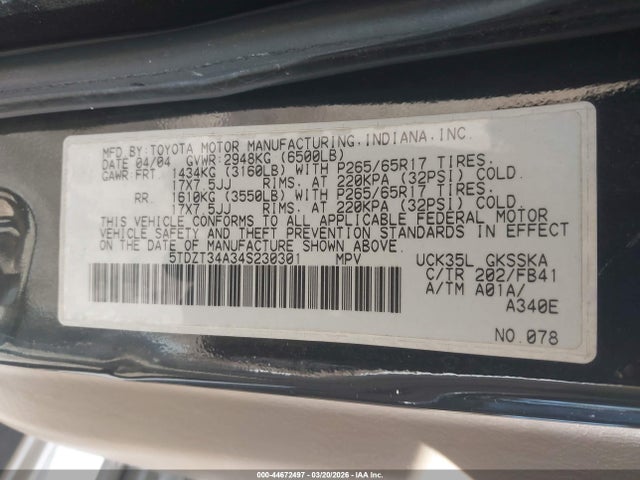 MFD.BY:TOYOTA MOTOR MANUFACTURING,INDIANA,INC.
DATE 04/04 GVWR:2948KG (6500LB)
GAWR:FRT. 1434KG (3160LB) WITH P265/65R17 TIRES.
17X7.5JJ RIMS. AT 220KPA (32PSI) COLD.
RR. 1610KG (3550LB) WITH P265/65R17 TIRES.
17X7.5JJ RIMS. AT 220KPA (32PSI) COLD.
THIS VEHICLE CONFORMS TO ALL APPLICABLE FEDERAL MOTOR
VEHICLE SAFETY AND THEFT PREVENTION STANDARDS IN EFFECT
ON THE DATE OF MANUFACTURE SHOWN ABOVE.
5TDZT34A34S230301 MPV UCK35L GKSSKA
C/TR 202/FB41
A/TM A01A/
A340E
NO.078
000-44672497 - 03/20/2026 - IAAI.COM